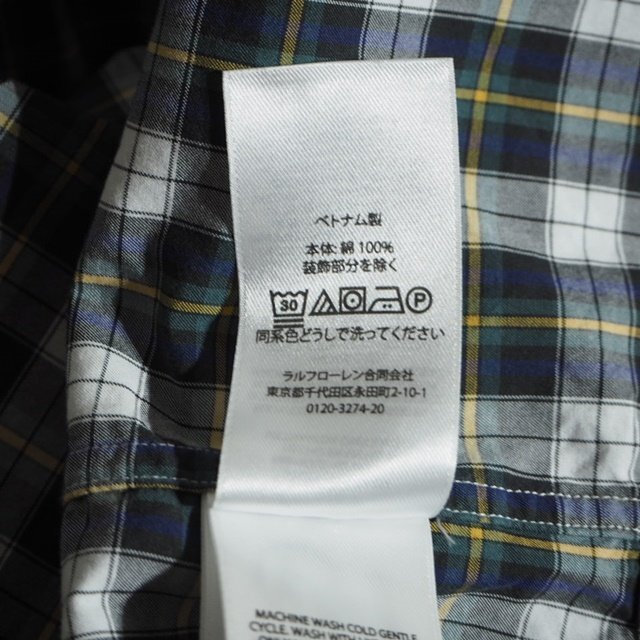 ベトナム製
本体: 綿 100%
装飾部分を除く
30 P
同系色どうしで洗ってください
ラルフローレン合同会社
東京都千代田区永田町2-10-1
0120-3274-20
MACHINE WASH COLD GENTLE
CYCLE. WASH WITH